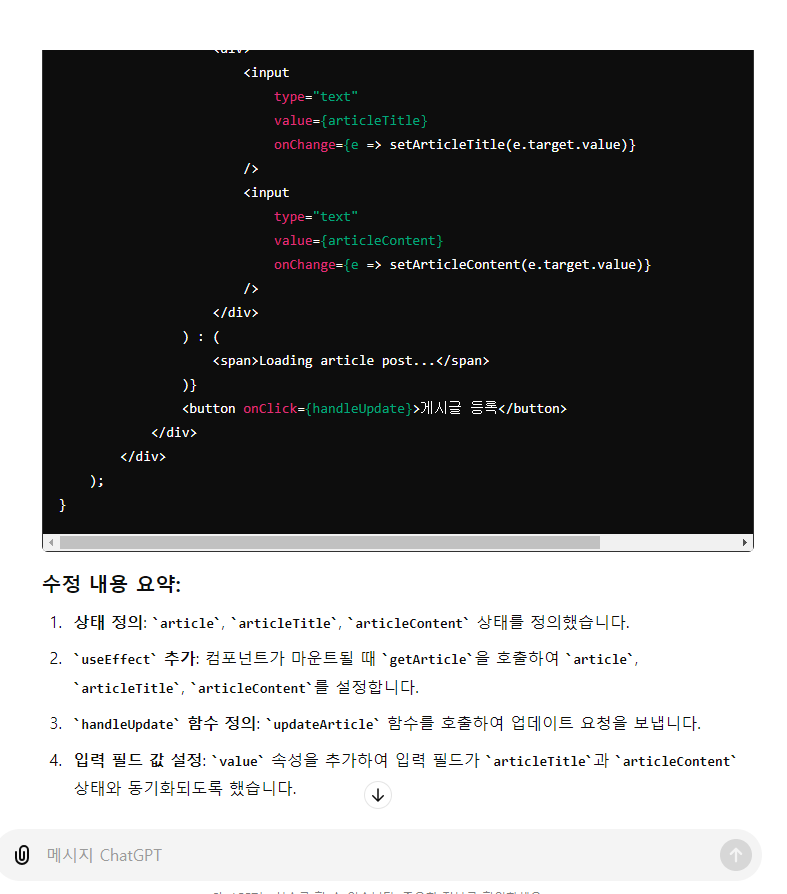 <div>
<input
type="text"
value={articleTitle}
onChange={e => setArticleTitle(e.target.value)}
/>
<input
type="text"
value={articleContent}
onChange={e => setArticleContent(e.target.value)}
/>
</div>
) : (
<span>Loading article post...</span>
)}
<button onClick={handleUpdate}>게시글 등록</button>
</div>
</div>
);
}
수정 내용 요약:
1. 상태 정의: `article`, `articleTitle`, `articleContent` 상태를 정의했습니다.
2. `useEffect` 추가: 컴포넌트가 마운트될 때 `getArticle`을 호출하여 `article`,
`articleTitle`, `articleContent`를 설정합니다.
3. `handleUpdate` 함수 정의: `updateArticle` 함수를 호출하여 업데이트 요청을 보냅니다.
4. 입력 필드 값 설정: `value` 속성을 추가하여 입력 필드가 `articleTitle`과 `articleContent`
상태와 동기화되도록 했습니다.
메시지 ChatGPT